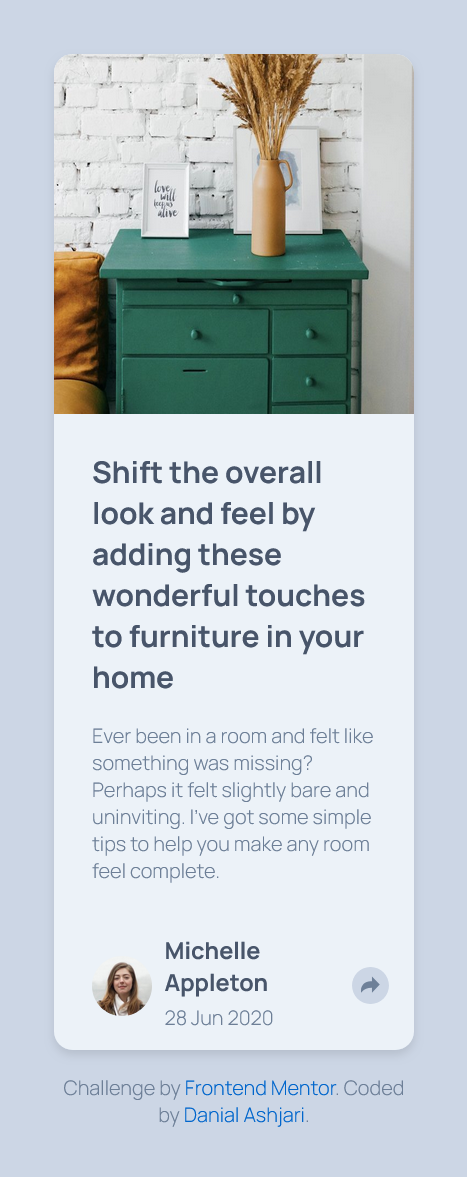 love
will
keep us
alive
Shift the overall
look and feel by
adding these
wonderful touches
to furniture in your
home
Ever been in a room and felt like
something was missing?
Perhaps it felt slightly bare and
uninviting. I’ve got some simple
tips to help you make any room
feel complete.
Michelle
Appleton
28 Jun 2020
Challenge by Frontend Mentor. Coded
by Danial Ashjari.